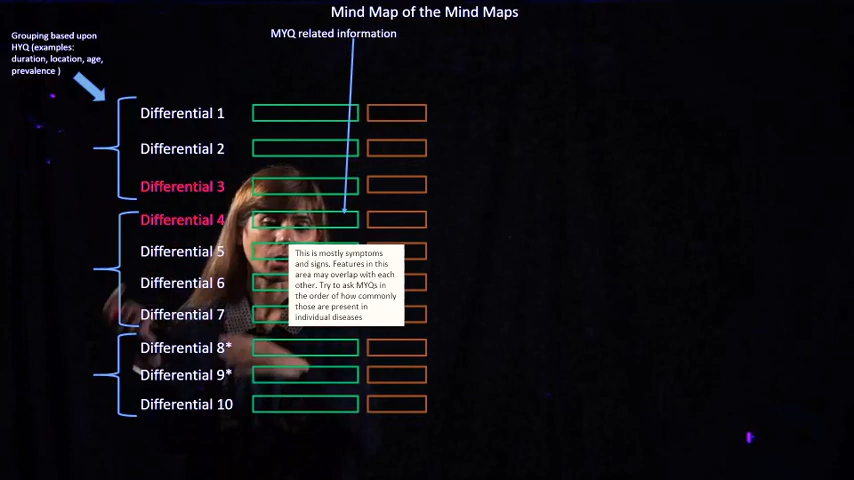 Mind Map of the Mind Maps
MYQ related information
Grouping based upon
HYQ (examples:
duration, location, age,
prevalence )
Differential 1
Differential 2
Differential 3
Differential 4
Differential 5
Differential 6
Differential 7
Differential 8*
Differential 9*
Differential 10
This is mostly symptoms
and signs. Features in this
area may overlap with each
other. Try to ask MYQs in
the order of how commonly
those are present in
individual diseases